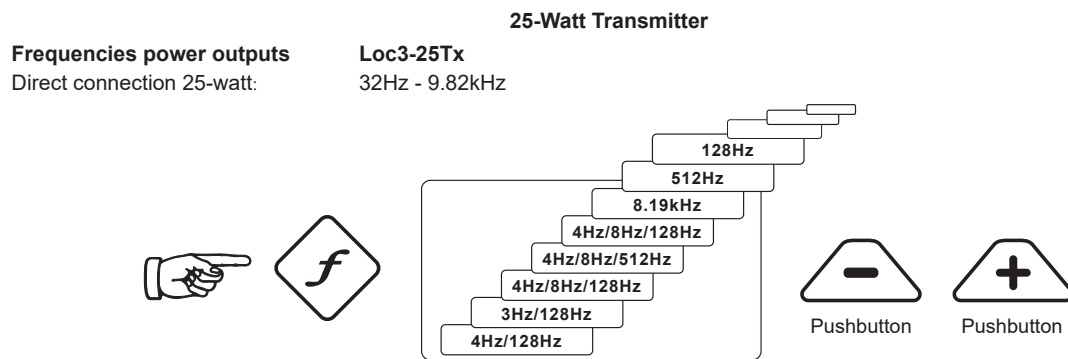 25-Watt Transmitter
Frequencies power outputs Loc3-25Tx
Direct connection 25-watt: 32Hz - 9.82kHz
128Hz
512Hz
8.19kHz
4Hz/8Hz/128Hz
4Hz/8Hz/512Hz
4Hz/8Hz/128Hz
3Hz/128Hz
4Hz/128Hz
f
Pushbutton Pushbutton